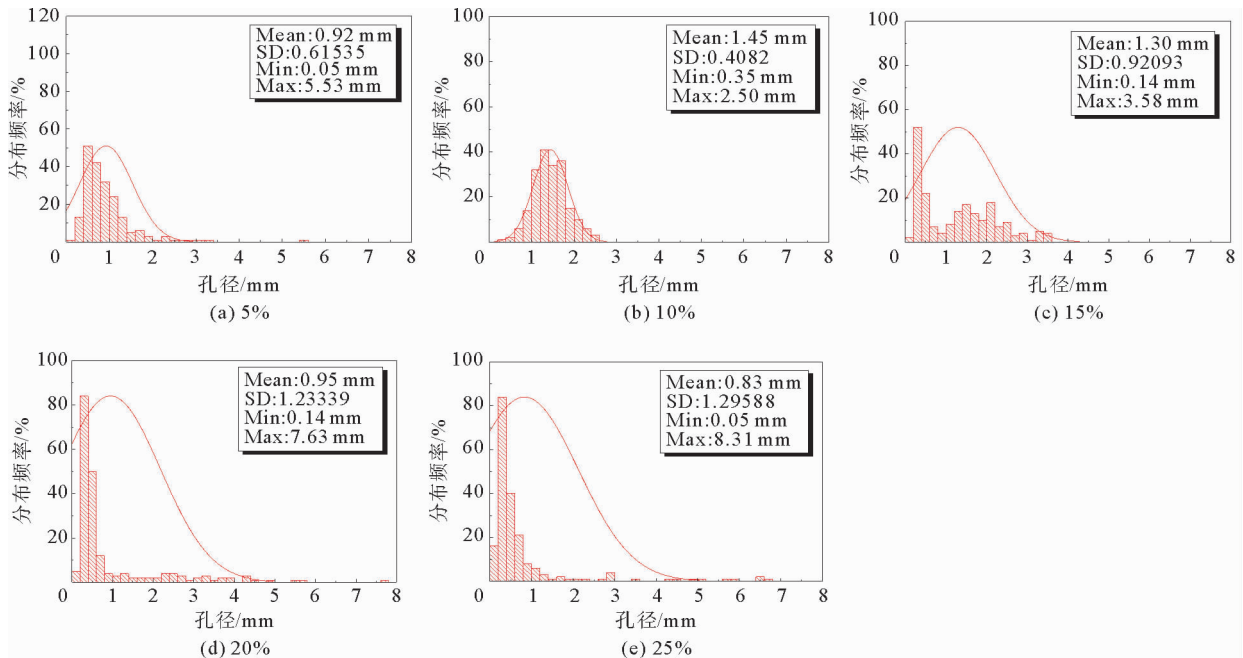 120
100
80
60
40
20
分布频率/%
Mean:0.92 mm
SD:0.61535
Min:0.05 mm
Max:5.53 mm
0 1 2 3 4 5 6 7 8
孔径/mm
(a) 5%
100
80
60
40
20
分布频率/%
Mean:1.45 mm
SD:0.4082
Min:0.35 mm
Max:2.50 mm
0 1 2 3 4 5 6 7 8
孔径/mm
(b) 10%
100
80
60
40
20
分布频率/%
Mean:1.30 mm
SD:0.92093
Min:0.14 mm
Max:3.58 mm
0 1 2 3 4 5 6 7 8
孔径/mm
(c) 15%
100
80
60
40
20
分布频率/%
Mean:0.95 mm
SD:1.23339
Min:0.14 mm
Max:7.63 mm
0 1 2 3 4 5 6 7 8
孔径/mm
(d) 20%
100
80
60
40
20
分布频率/%
Mean:0.83 mm
SD:1.29588
Min:0.05 mm
Max:8.31 mm
0 1 2 3 4 5 6 7 8
孔径/mm
(e) 25%